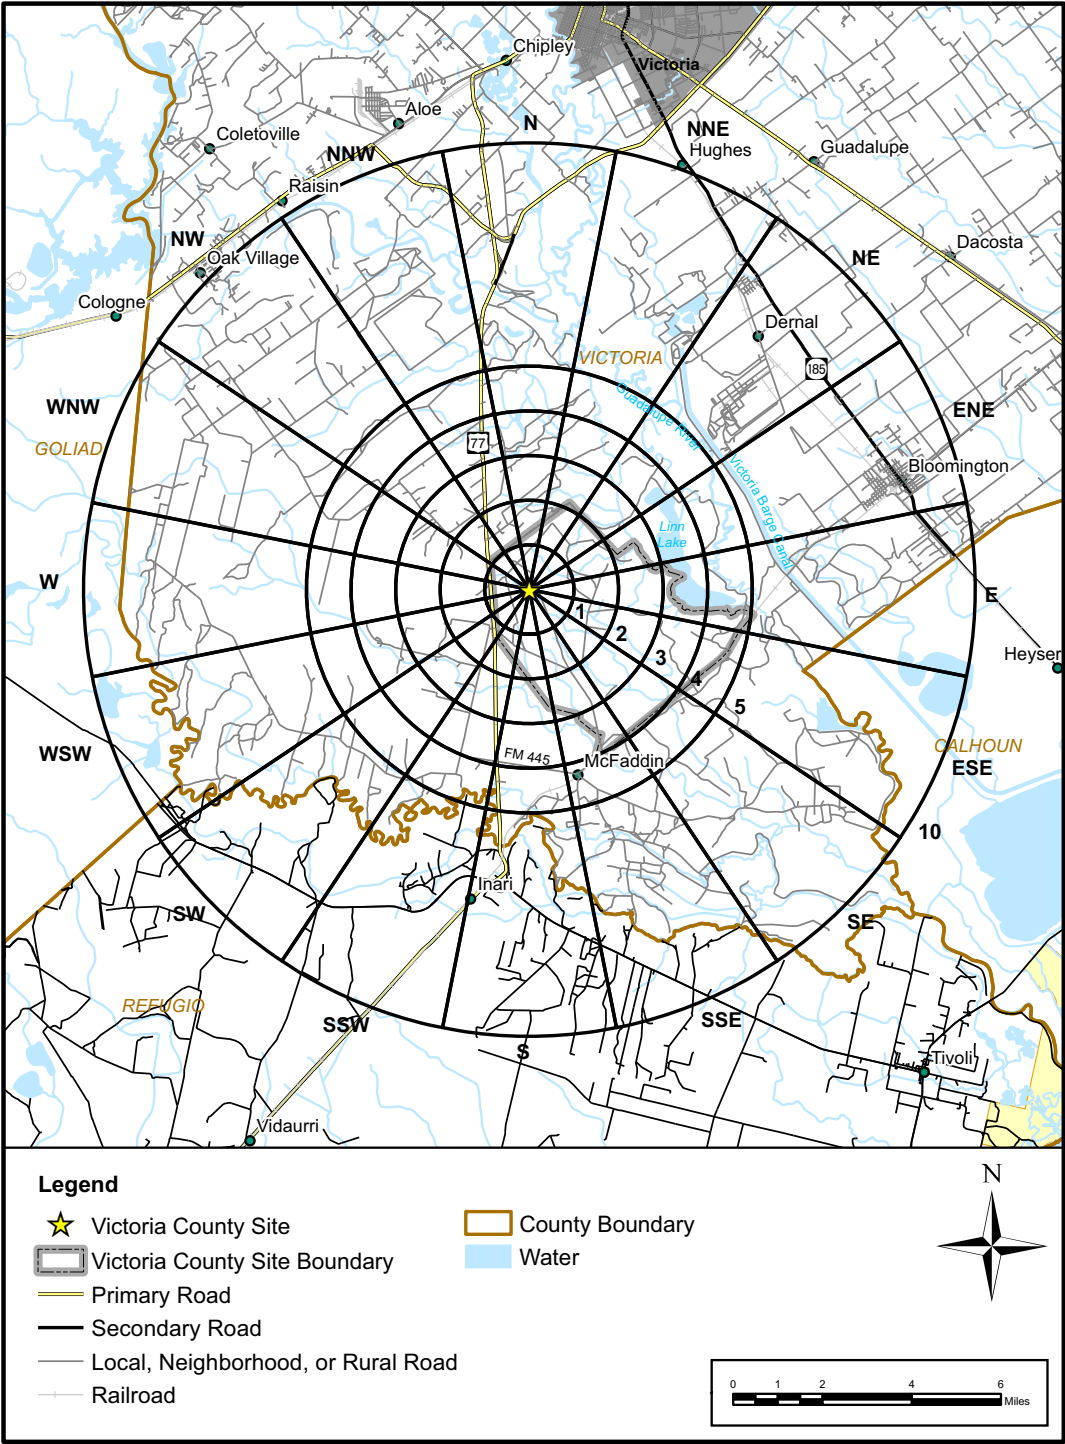 Chipley
Victoria
Aloe
N
NNE
Coletoville
Hughes
Guadalupe
NNW
Raisin
NW
Dacosta
Oak Village
NE
Cologne
Dernal
VICTORIA
185
Guadalupe River
WNW
ENE
GOLIAD
77
Bloomington
Victoria Barge Canal
Linn
Lake
W
E
1
2
Heyser
3
4
5
WSW
CALHOUN
FM 445
McFaddin
ESE
10
Inari
SW
SE
REFUGIO
SSW
SSE
S
Tivoli
Vidaurri
Legend
N
Victoria County Site
County Boundary
Victoria County Site Boundary
Water
Primary Road
Secondary Road
Local, Neighborhood, or Rural Road
Railroad
0 1 2 4 6
Miles